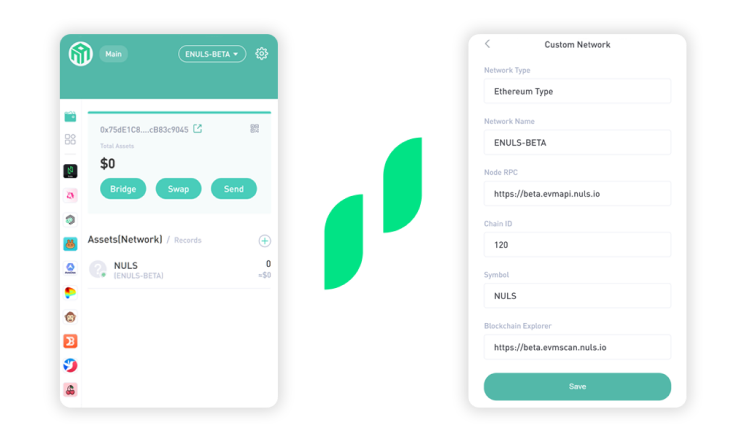 Main
ENULS-BETA
0x75dE1C8....cB83c9045
Total Assets
$0
Bridge
Swap
Send
Assets(Network) / Records
NULS
0
(ENULS-BETA)
≈$0
Custom Network
Network Type
Ethereum Type
Network Name
ENULS-BETA
Node RPC
https://beta.evmapi.nuls.io
Chain ID
120
Symbol
NULS
Blockchain Explorer
https://beta.evmscan.nuls.io
Save